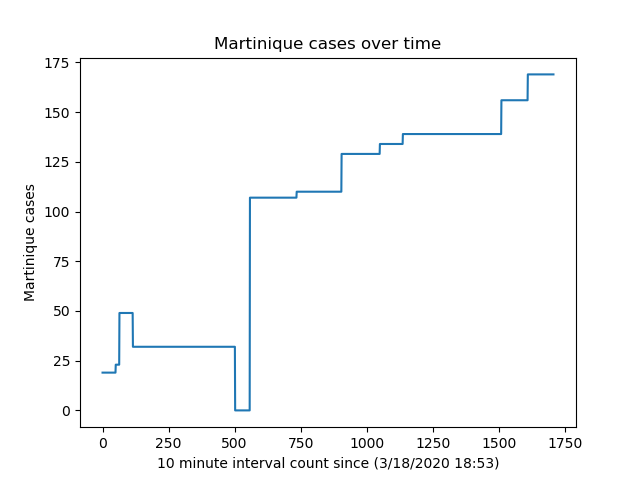 Martinique cases over time
175
150
125
100
75
50
25
0
Martinique cases
0 250 500 750 1000 1250 1500 1750
10 minute interval count since (3/18/2020 18:53)